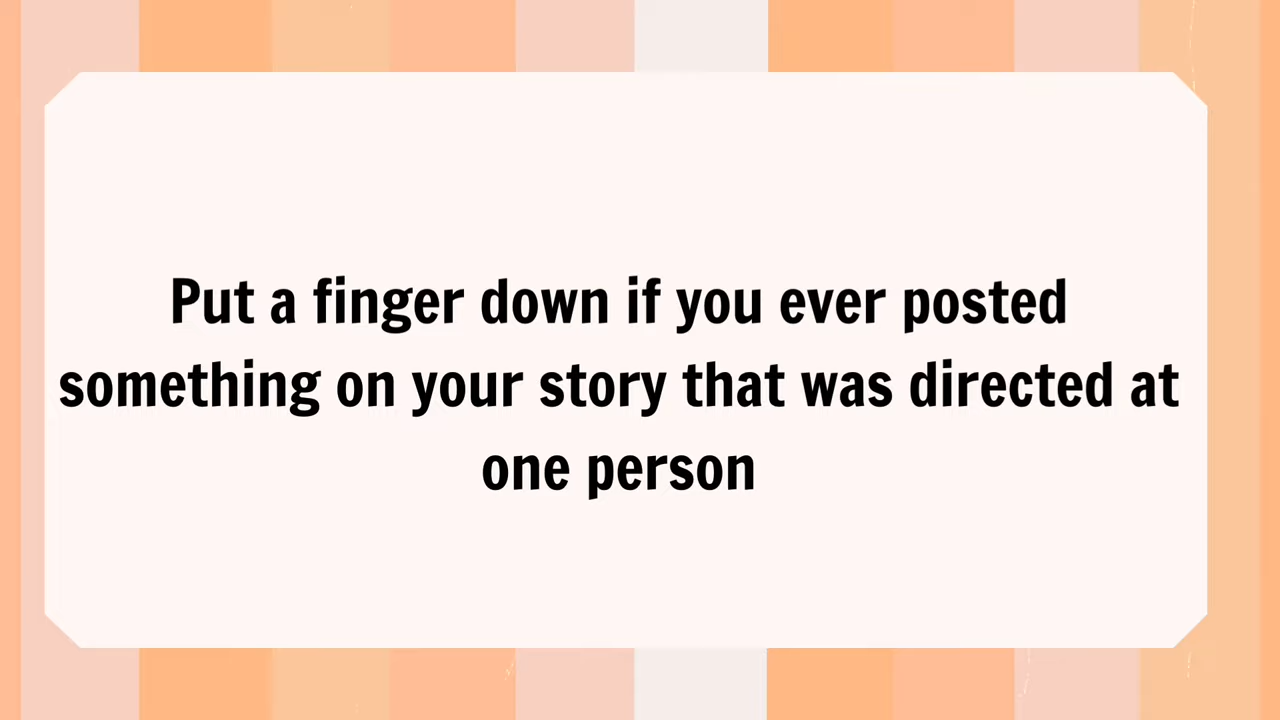 Put a finger down if you ever posted
something on your story that was directed at
one person